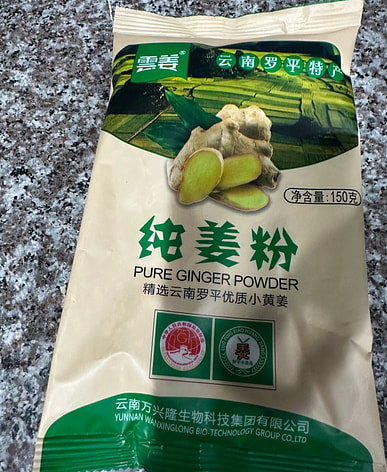 雲姜®
云南罗平特产
净含量:150克
纯姜粉
PURE GINGER POWDER
精选云南罗平优质小黄姜
云南万兴隆生物科技集团有限公司
YUNNAN WANXINGLONG BIO-TECHNOLOGY GROUP CO.,LTD